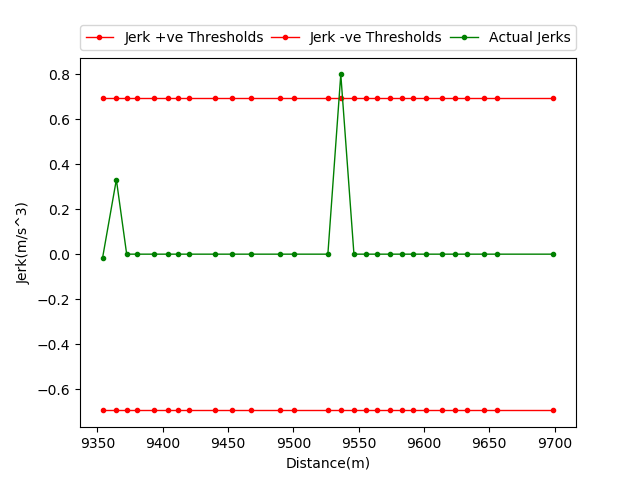 Jerk +ve Thresholds Jerk -ve Thresholds Actual Jerks
0.8
0.6
0.4
0.2
0.0
−0.2
−0.4
−0.6
Jerk(m/s^3)
9350 9400 9450 9500 9550 9600 9650 9700
Distance(m)